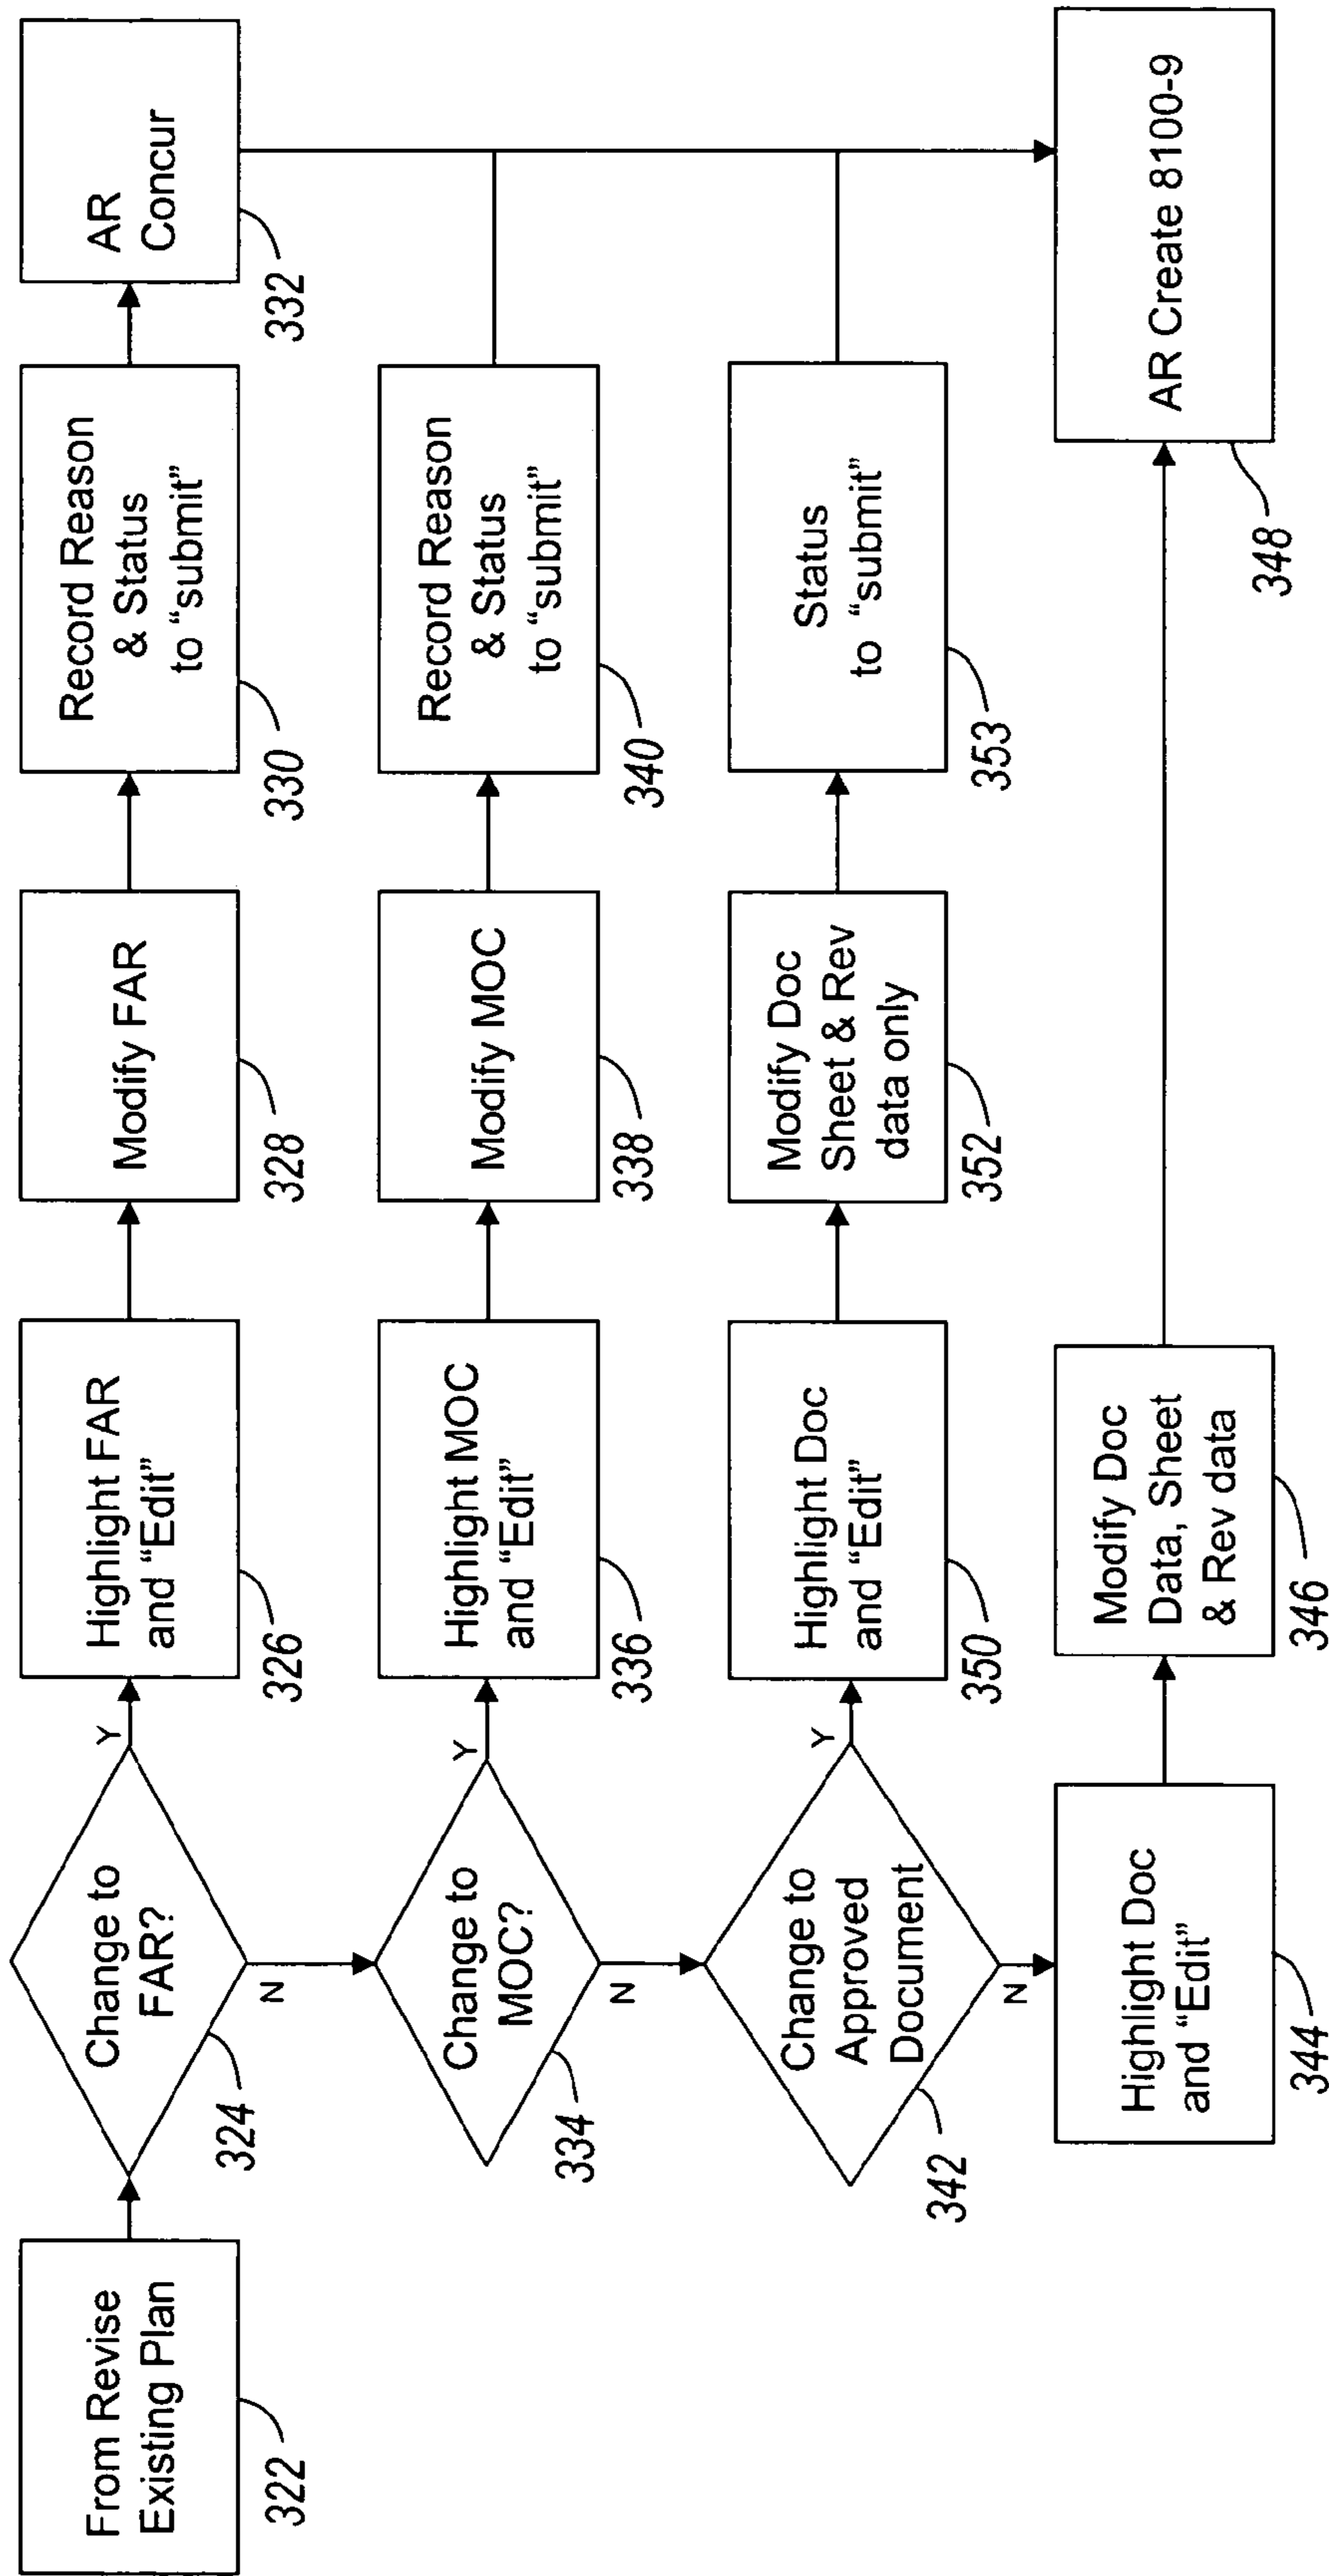 From Revise
Existing Plan
322
Change to
FAR?
324
Y
N
Highlight FAR
and “Edit”
326
Modify FAR
328
Record Reason
& Status
to “submit”
330
AR
Concur
332
Change to
MOC?
334
Y
N
Highlight MOC
and “Edit”
336
Modify MOC
338
Record Reason
& Status
to “submit”
340
Change to
Approved
Document
342
Y
N
Highlight Doc
and “Edit”
350
Modify Doc
Sheet & Rev
data only
352
Status
to “submit”
353
Highlight Doc
and “Edit”
344
Modify Doc
Data, Sheet
& Rev data
346
AR Create 8100-9
348